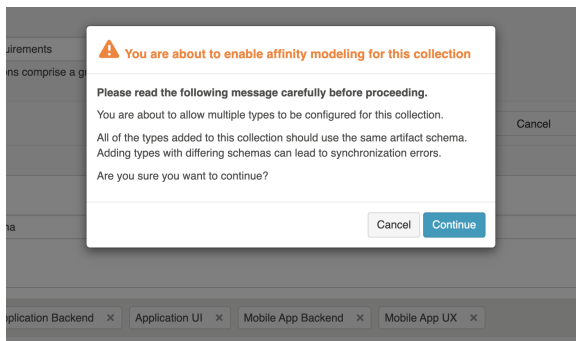 You are about to enable affinity modeling for this collection
Please read the following message carefully before proceeding.
You are about to allow multiple types to be configured for this collection.
All of the types added to this collection should use the same artifact schema.
Adding types with differing schemas can lead to synchronization errors.
Are you sure you want to continue?
Cancel Continue
Cancel
ons comprise a
Application UI × Mobile App Backend × Mobile App UX ×
Backend ×